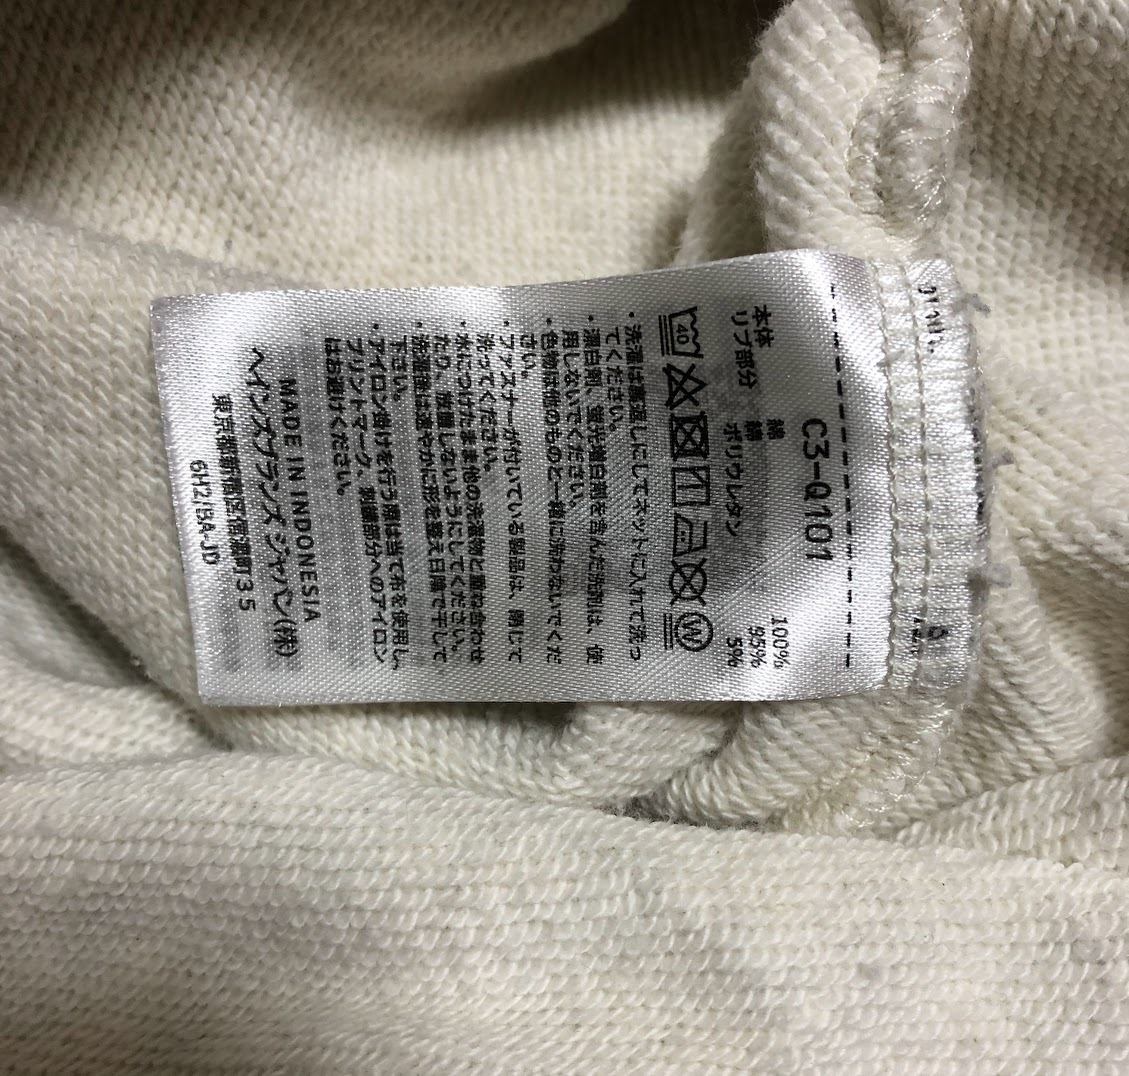 C3-Q101
本体 綿 100%
リブ部分 綿 95%
ポリウレタン 5%
40
W
・洗濯は裏返しにしてネットに入れて洗っ
てください。
・漂白剤、蛍光増白剤を含んだ洗剤は、使
用しないでください。
・色物は他のものと一緒に洗わないでくだ
さい。
・ファスナーが付いている製品は、閉じて
洗ってください。
・水につけたまま他の洗濯物と重ね合わせ
たり、放置しないようにしてください。
・洗濯後は速やかに形を整え日陰で干して
下さい。
・アイロン掛けを行う際は当て布を使用し、
プリントマーク、刺繍部分へのアイロン
はお避けください。
MADE IN INDONESIA
ヘインズブランズ ジャパン(株)
東京都新宿区信濃町35
6H2/BA-JD